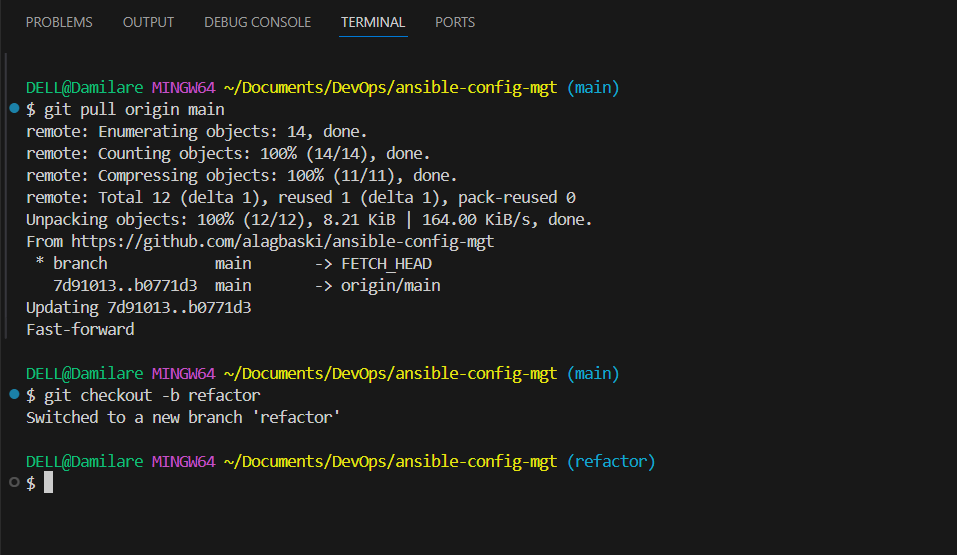 PROBLEMS OUTPUT DEBUG CONSOLE TERMINAL PORTS
DELL@Damilare MINGW64 ~/Documents/DevOps/ansible-config-mgt (main)
$ git pull origin main
remote: Enumerating objects: 14, done.
remote: Counting objects: 100% (14/14), done.
remote: Compressing objects: 100% (11/11), done.
remote: Total 12 (delta 1), reused 1 (delta 1), pack-reused 0
Unpacking objects: 100% (12/12), 8.21 KiB | 164.00 KiB/s, done.
From https://github.com/alagbaski/ansible-config-mgt
 * branch            main       -> FETCH_HEAD
   7d91013..b0771d3  main       -> origin/main
Updating 7d91013..b0771d3
Fast-forward
DELL@Damilare MINGW64 ~/Documents/DevOps/ansible-config-mgt (main)
$ git checkout -b refactor
Switched to a new branch 'refactor'
DELL@Damilare MINGW64 ~/Documents/DevOps/ansible-config-mgt (refactor)
$